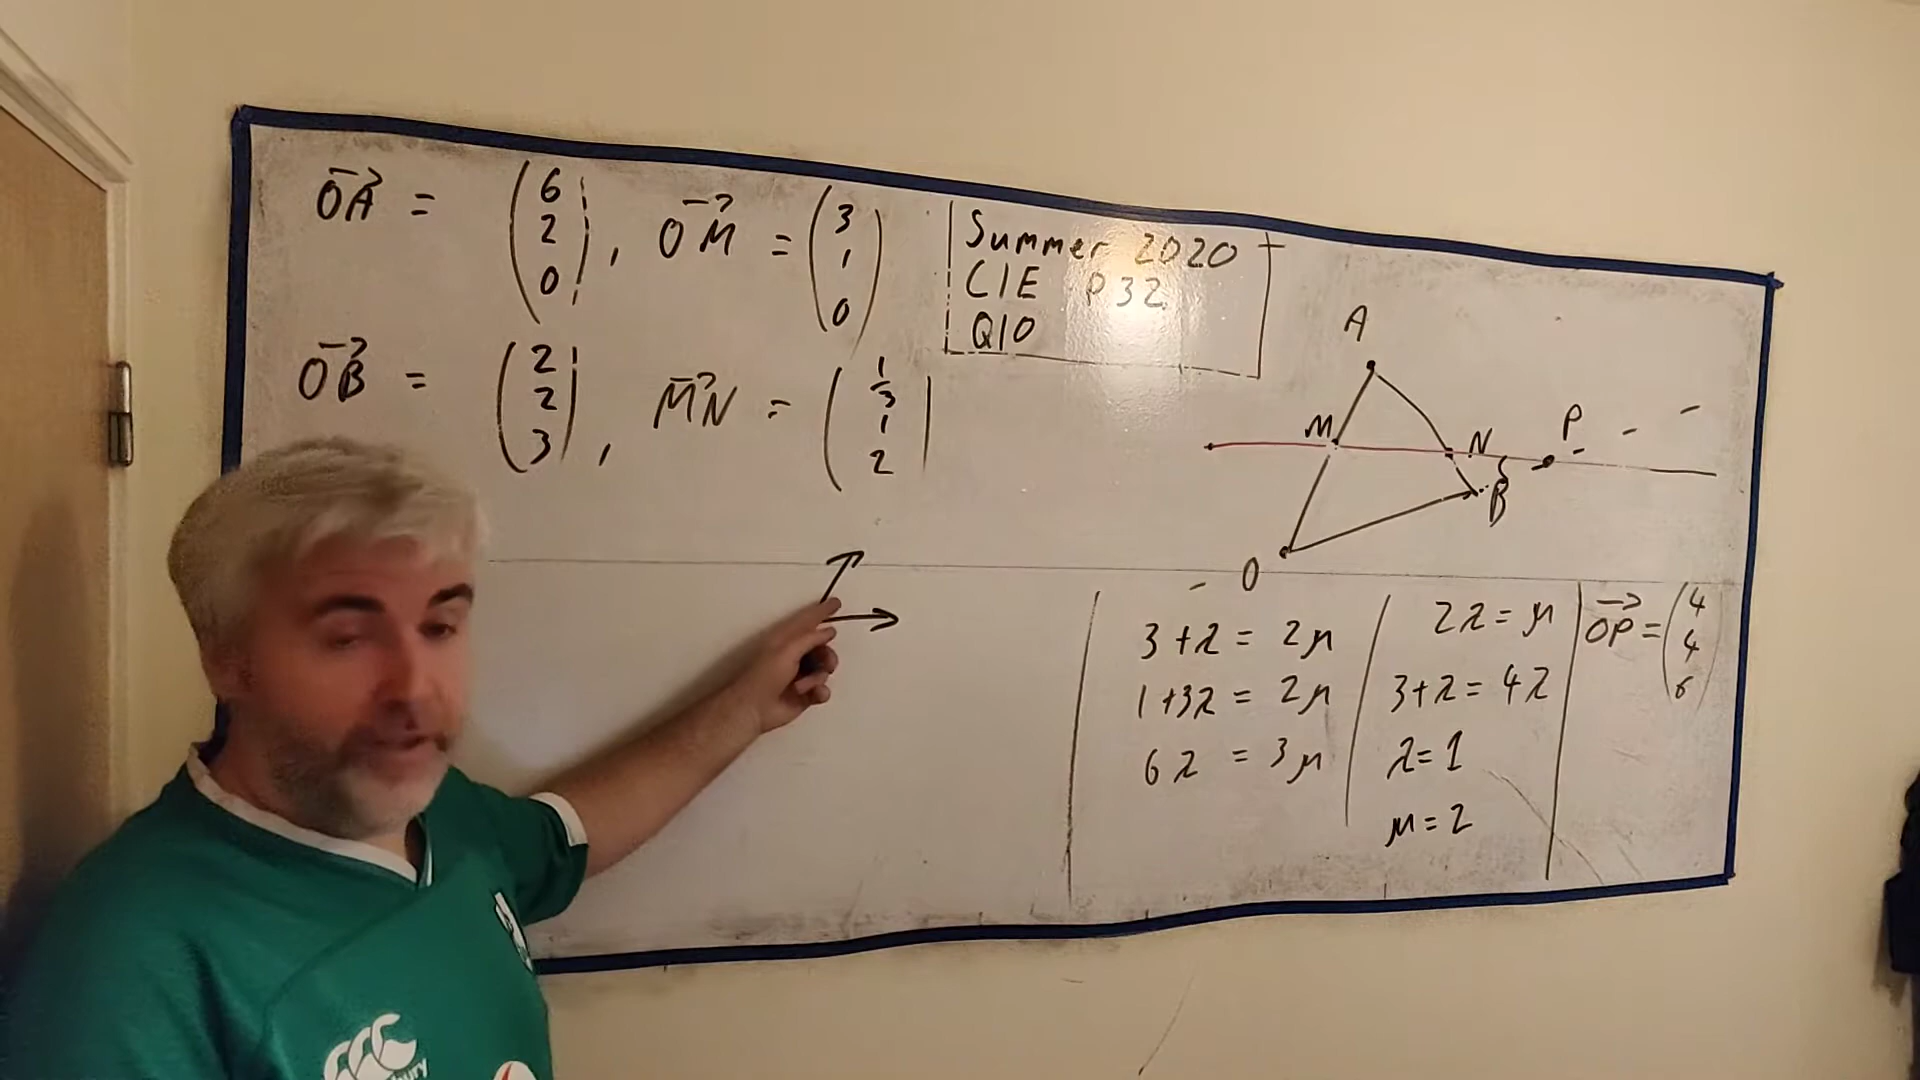 OA = (6 2 0), OM = (3 1 0)
OB = (2 2 3), MN = (1/3 1 2)
Summer 2020
CIE P32
Q10
A
M
N
P
B
O
3+λ = 2μ
1+3λ = 2μ
6λ = 3μ
2λ = μ
3+λ = 4λ
λ = 1
μ = 2
OP = (4 4 6)